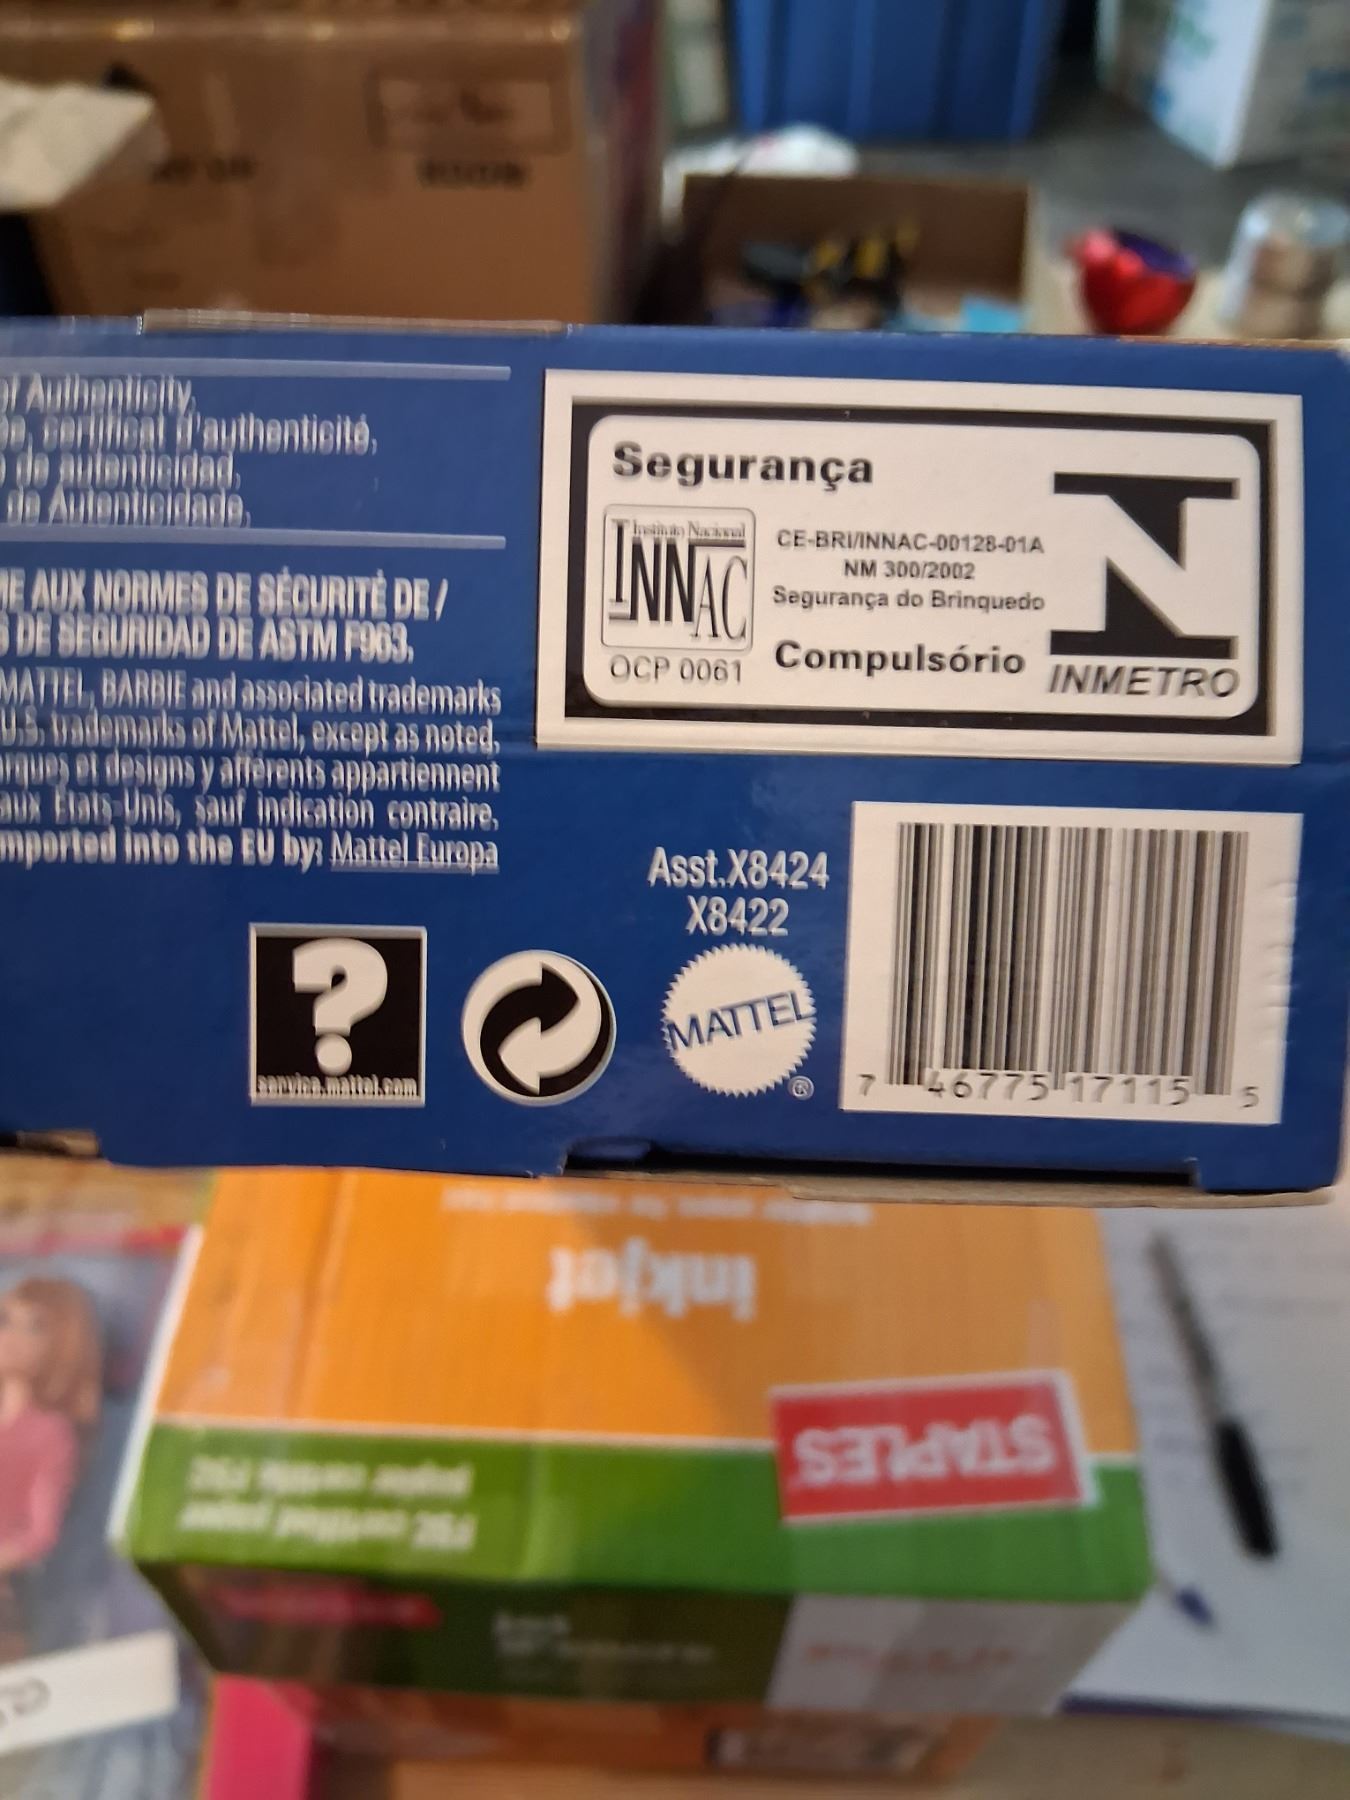 of Authenticity,
certificat d'authenticité,
de autenticidad,
de Autenticidade,
ME AUX NORMES DE SÉCURITÉ DE /
S DE SEGURIDAD DE ASTM F963.
MATTEL, BARBIE and associated trademarks
U.S. trademarks of Mattel, except as noted.
rques et designs y afférents appartiennent
aux États-Unis, sauf indication contraire.
mported into the EU by: Mattel Europa
Segurança
Instituto Nacional
INNAC
OCP 0061
CE-BRI/INNAC-00128-01A
NM 300/2002
Segurança do Brinquedo
Compulsório
INMETRO
Asst.X8424
X8422
?
service.mattel.com
MATTEL
®
7 46775 17115 5
inkjet
STAPLES
FSC certified paper